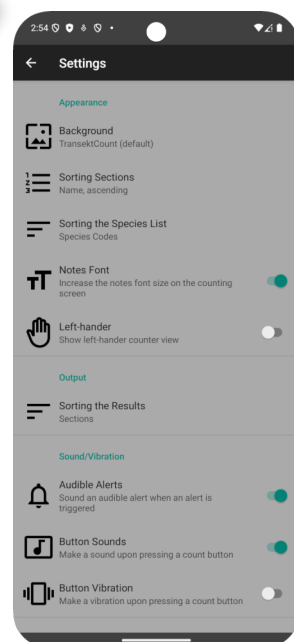 2:54
Settings
Appearance
Background
TransektCount (default)
Sorting Sections
Name, ascending
Sorting the Species List
Species Codes
Notes Font
Increase the notes font size on the counting
screen
Left-hander
Show left-hander counter view
Output
Sorting the Results
Sections
Sound/Vibration
Audible Alerts
Sound an audible alert when an alert is
triggered
Button Sounds
Make a sound upon pressing a count button
Button Vibration
Make a vibration upon pressing a count button